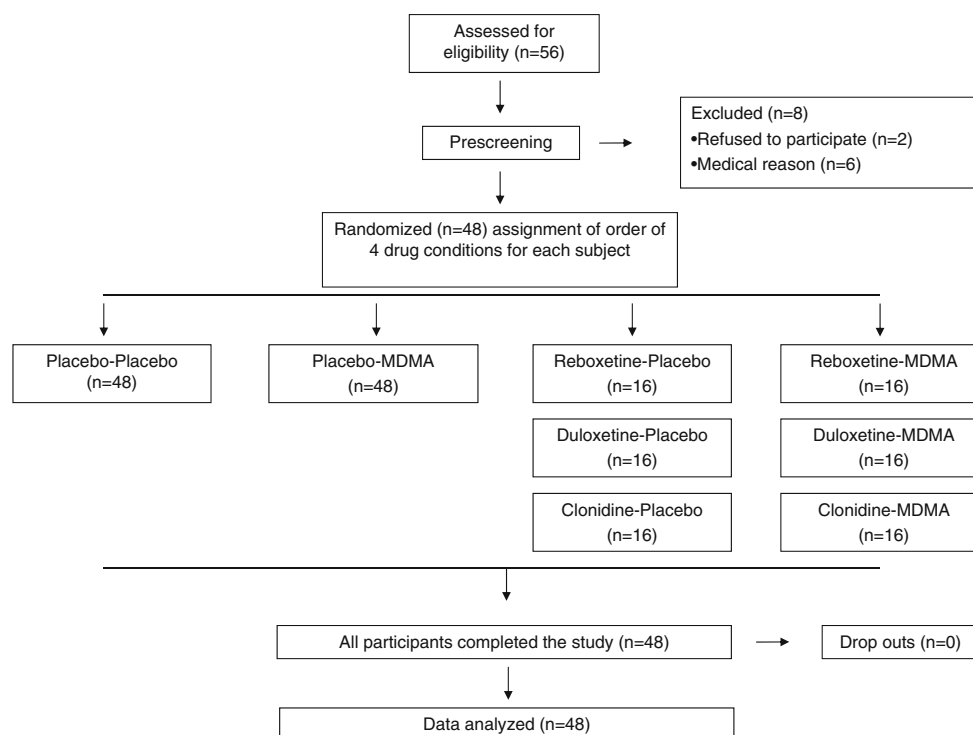 Assessed for
eligibility (n=56)
Prescreening
Excluded (n=8)
•Refused to participate (n=2)
•Medical reason (n=6)
Randomized (n=48) assignment of order of
4 drug conditions for each subject
Placebo-Placebo
(n=48)
Placebo-MDMA
(n=48)
Reboxetine-Placebo
(n=16)
Reboxetine-MDMA
(n=16)
Duloxetine-Placebo
(n=16)
Duloxetine-MDMA
(n=16)
Clonidine-Placebo
(n=16)
Clonidine-MDMA
(n=16)
All participants completed the study (n=48)
Drop outs (n=0)
Data analyzed (n=48)